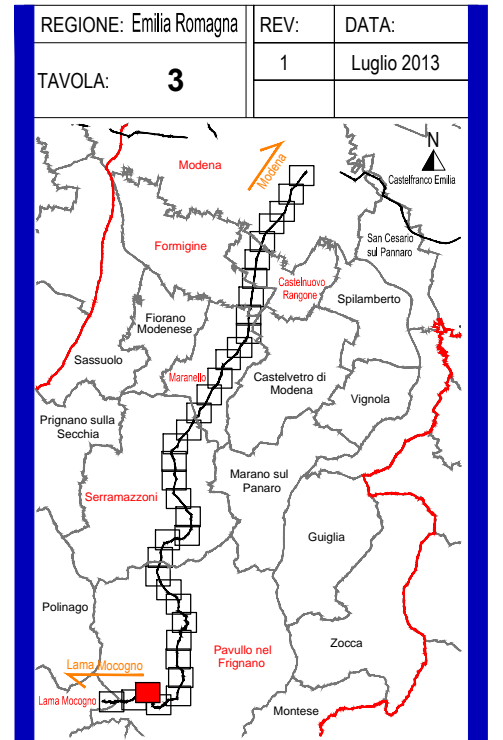 REGIONE: Emilia Romagna
REV:
DATA:
TAVOLA: 3
1
Luglio 2013
N
Modena
Modena
Castelfranco Emilia
Formigine
San Cesario
sul Pannaro
Castelnuovo
Rangone
Spilamberto
Fiorano
Modenese
Sassuolo
Maranello
Castelvetro di
Modena
Vignola
Prignano sulla
Secchia
Marano sul
Panaro
Serramazzoni
Guiglia
Polinago
Zocca
Pavullo nel
Frignano
Lama Mocogno
Lama Mocogno
Montese